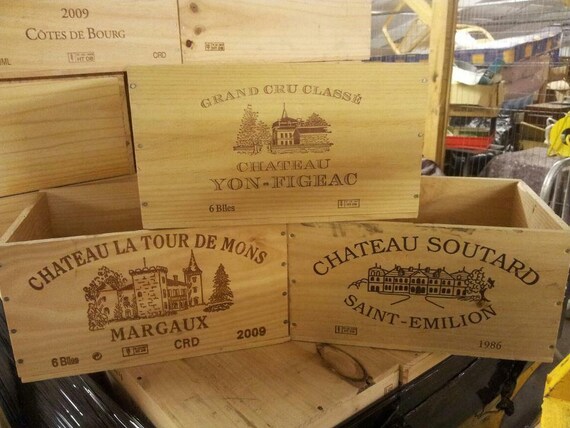 2009
CÔTES DE BOURG
CRD
GRAND CRU CLASSÉ
CHATEAU
YON-FIGEAC
6 Blles
CHATEAU LA TOUR DE MONS
MARGAUX
6 Blles
CRD
2009
CHATEAU SOUTARD
SAINT-EMILION
1986